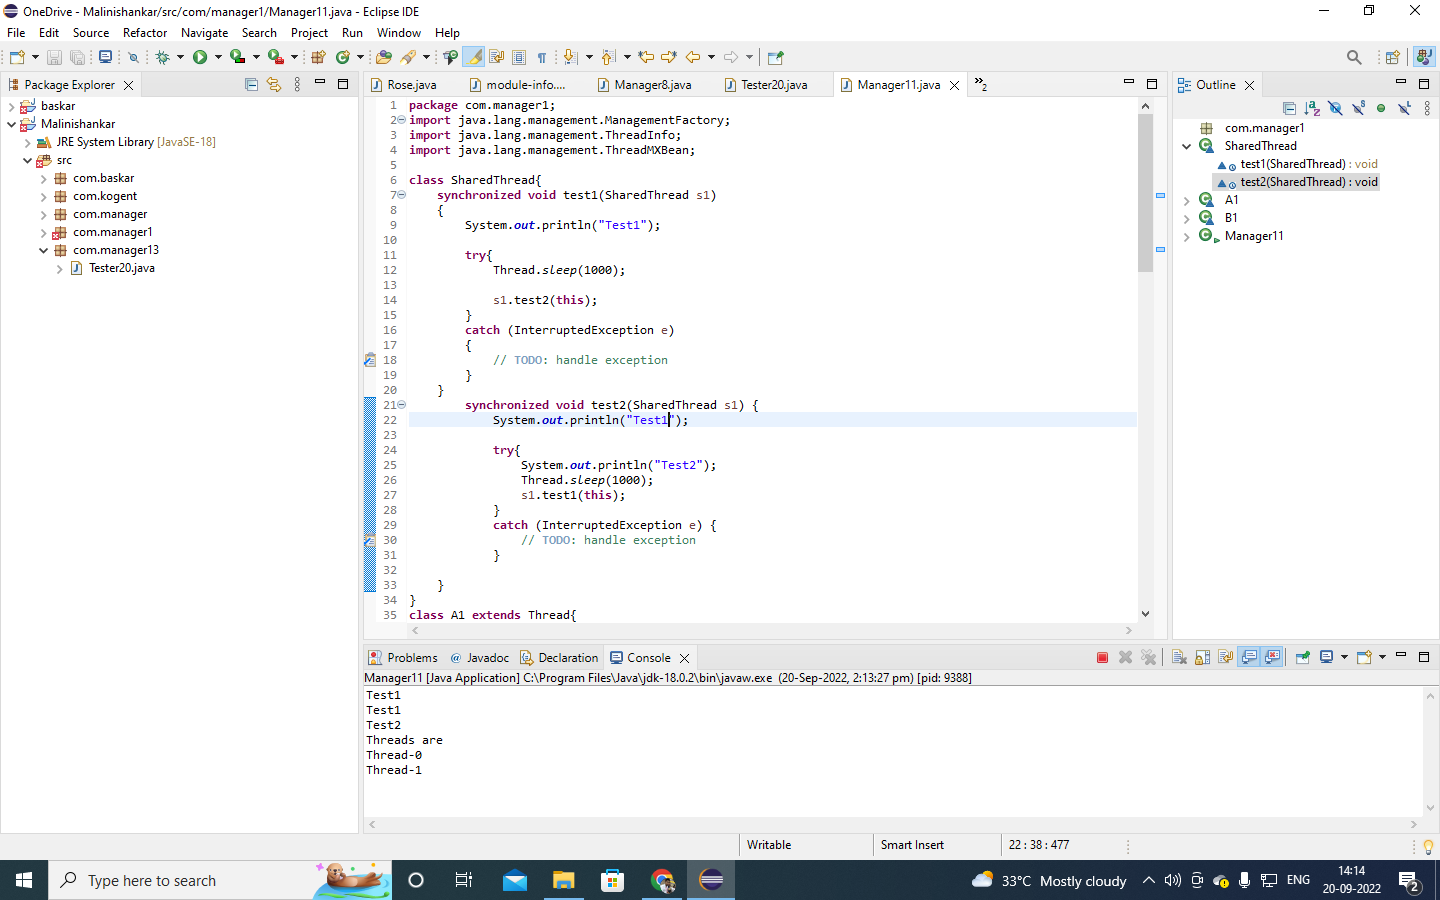 OneDrive - Malinishankar/src/com/manager1/Manager11.java - Eclipse IDE
File Edit Source Refactor Navigate Search Project Run Window Help
Package Explorer
baskar
Malinishankar
JRE System Library [JavaSE-18]
src
com.baskar
com.kogent
com.manager
com.manager1
com.manager13
Tester20.java
Rose.java module-info.... Manager8.java Tester20.java Manager11.java »2
1 package com.manager1;
2 import java.lang.management.ManagementFactory;
3 import java.lang.management.ThreadInfo;
4 import java.lang.management.ThreadMXBean;
5
6 class SharedThread{
7 synchronized void test1(SharedThread s1)
8 {
9 System.out.println("Test1");
10
11 try{
12 Thread.sleep(1000);
13
14 s1.test2(this);
15 }
16 catch (InterruptedException e)
17 {
18 // TODO: handle exception
19 }
20 }
21 synchronized void test2(SharedThread s1) {
22 System.out.println("Test1");
23
24 try{
25 System.out.println("Test2");
26 Thread.sleep(1000);
27 s1.test1(this);
28 }
29 catch (InterruptedException e) {
30 // TODO: handle exception
31 }
32
33 }
34 }
35 class A1 extends Thread{
Outline
com.manager1
SharedThread
test1(SharedThread) : void
test2(SharedThread) : void
A1
B1
Manager11
Problems @ Javadoc Declaration Console
Manager11 [Java Application] C:\Program Files\Java\jdk-18.0.2\bin\javaw.exe (20-Sep-2022, 2:13:27 pm) [pid: 9388]
Test1
Test1
Test2
Threads are
Thread-0
Thread-1
Writable Smart Insert 22 : 38 : 477
Type here to search
33°C Mostly cloudy ENG
14:14
20-09-2022
2